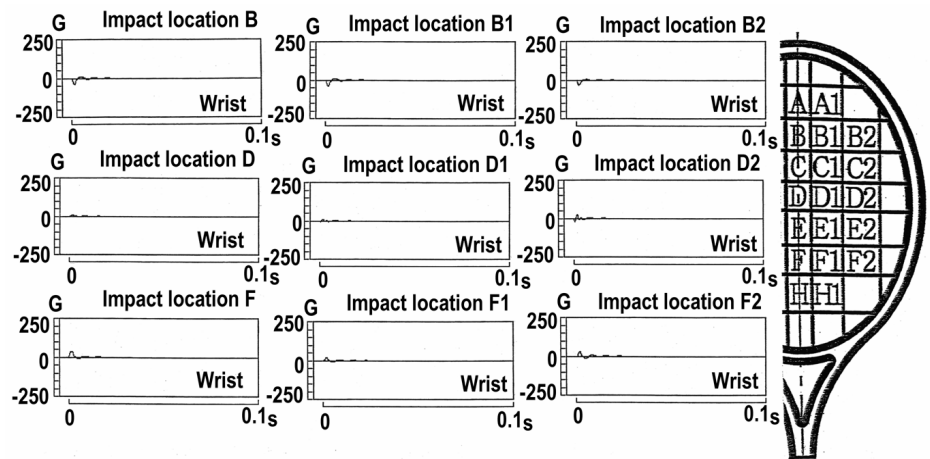 G Impact location B
250
0
-250
Wrist
0 0.1s
G Impact location B1
250
0
-250
Wrist
0 0.1s
G Impact location B2
250
0
-250
Wrist
0 0.1s
G Impact location D
250
0
-250
Wrist
0 0.1s
G Impact location D1
250
0
-250
Wrist
0 0.1s
G Impact location D2
250
0
-250
Wrist
0 0.1s
G Impact location F
250
0
-250
Wrist
0 0.1s
G Impact location F1
250
0
-250
Wrist
0 0.1s
G Impact location F2
250
0
-250
Wrist
0 0.1s
A A1
B B1 B2
C C1 C2
D D1 D2
E E1 E2
F F1 F2
H H1